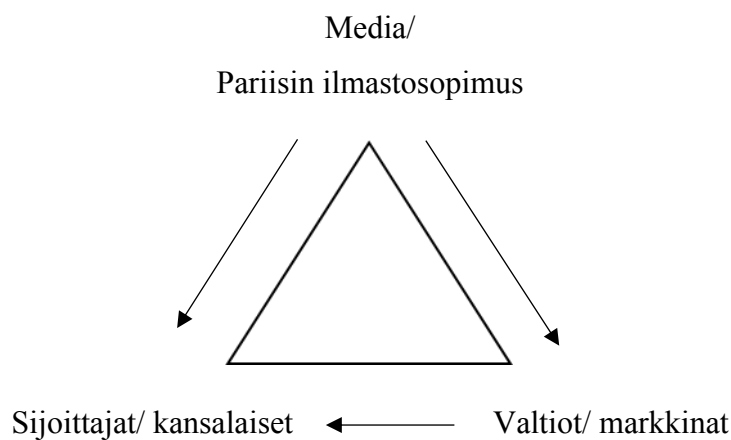 Media/
Pariisin ilmastosopimus
Sijoittajat/ kansalaiset
Valtiot/ markkinat